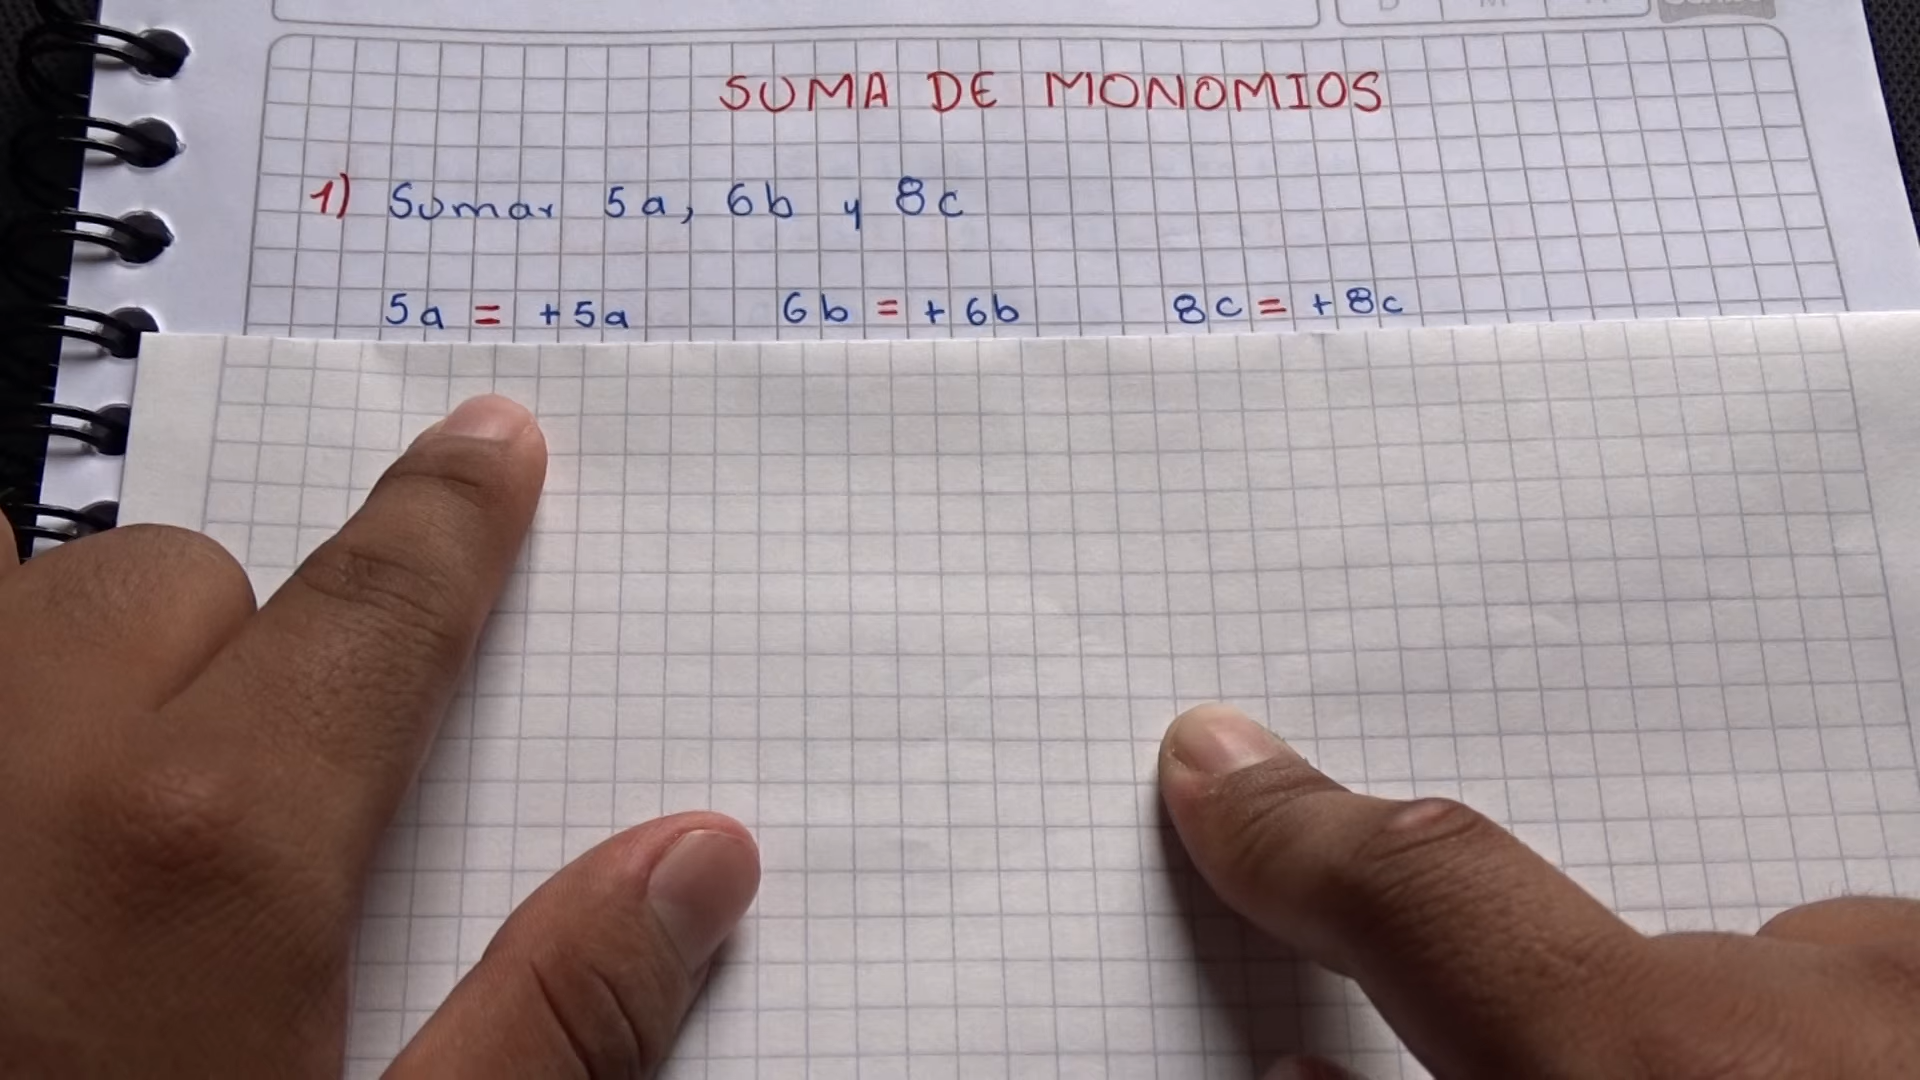 SUMA DE MONOMIOS
1) Sumar 5a, 6b y 8c
5a = +5a 6b = +6b 8c = +8c